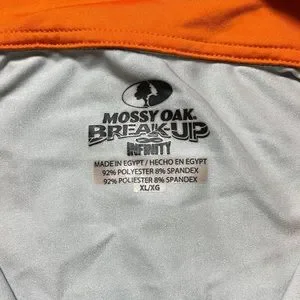 MOSSY OAK.
BREAK-UP
INFINITY
MADE IN EGYPT / HECHO EN EGYPT
92% POLYESTER 8% SPANDEX
92% POLIESTER 8% SPANDEX
XL/XG